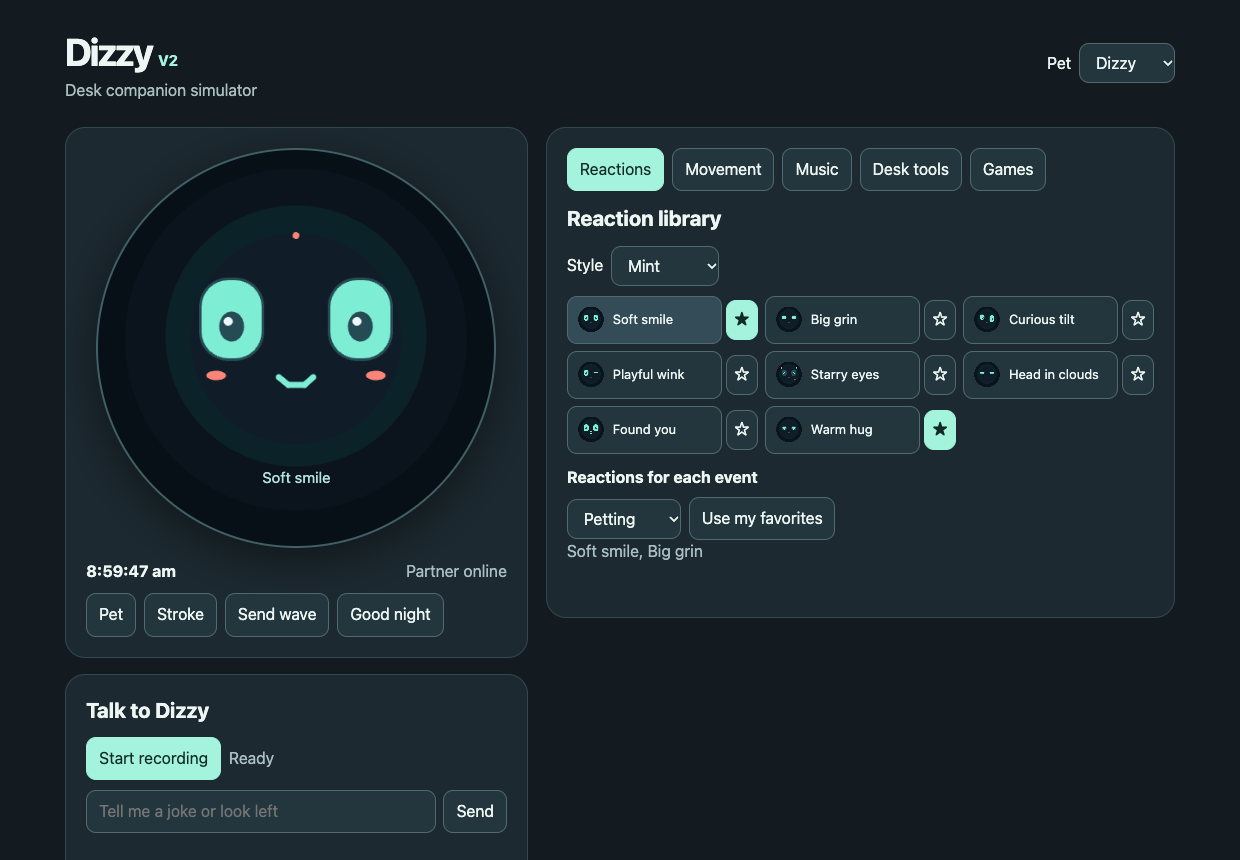 Dizzy V2
Desk companion simulator
Pet Dizzy
Soft smile
8:59:47 am Partner online
Pet Stroke Send wave Good night
Talk to Dizzy
Start recording Ready
Tell me a joke or look left Send
Reactions Movement Music Desk tools Games
Reaction library
Style Mint
Soft smile Big grin Curious tilt
Playful wink Starry eyes Head in clouds
Found you Warm hug
Reactions for each event
Petting Use my favorites
Soft smile, Big grin